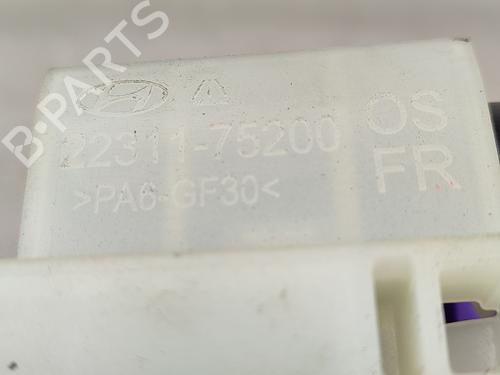 B-PARTS
22311-75200
>PA6-GF30<
OS
FR